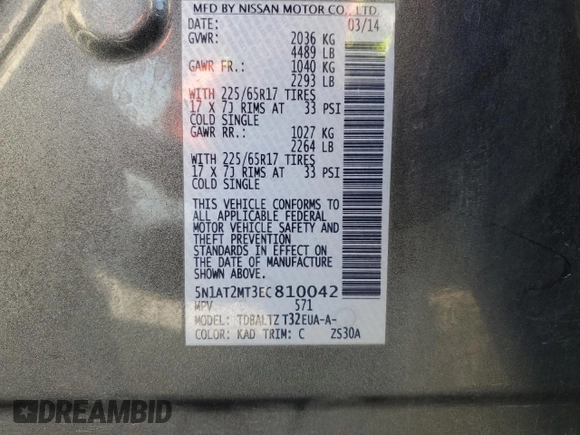 MFD BY NISSAN MOTOR CO., LTD.
DATE: 03/14
GVWR: 2036 KG
4489 LB
GAWR FR.: 1040 KG
2293 LB
WITH 225/65R17 TIRES
17 X 7J RIMS AT 33 PSI
COLD SINGLE
GAWR RR.: 1027 KG
2264 LB
WITH 225/65R17 TIRES
17 X 7J RIMS AT 33 PSI
COLD SINGLE
THIS VEHICLE CONFORMS TO
ALL APPLICABLE FEDERAL
MOTOR VEHICLE SAFETY AND
THEFT PREVENTION
STANDARDS IN EFFECT ON
THE DATE OF MANUFACTURE
SHOWN ABOVE.
5N1AT2MT3EC810042
MPV 571
MODEL: TDBALTZ T32EUA-A-
COLOR: KAD TRIM: C ZS30A
DREAMBID